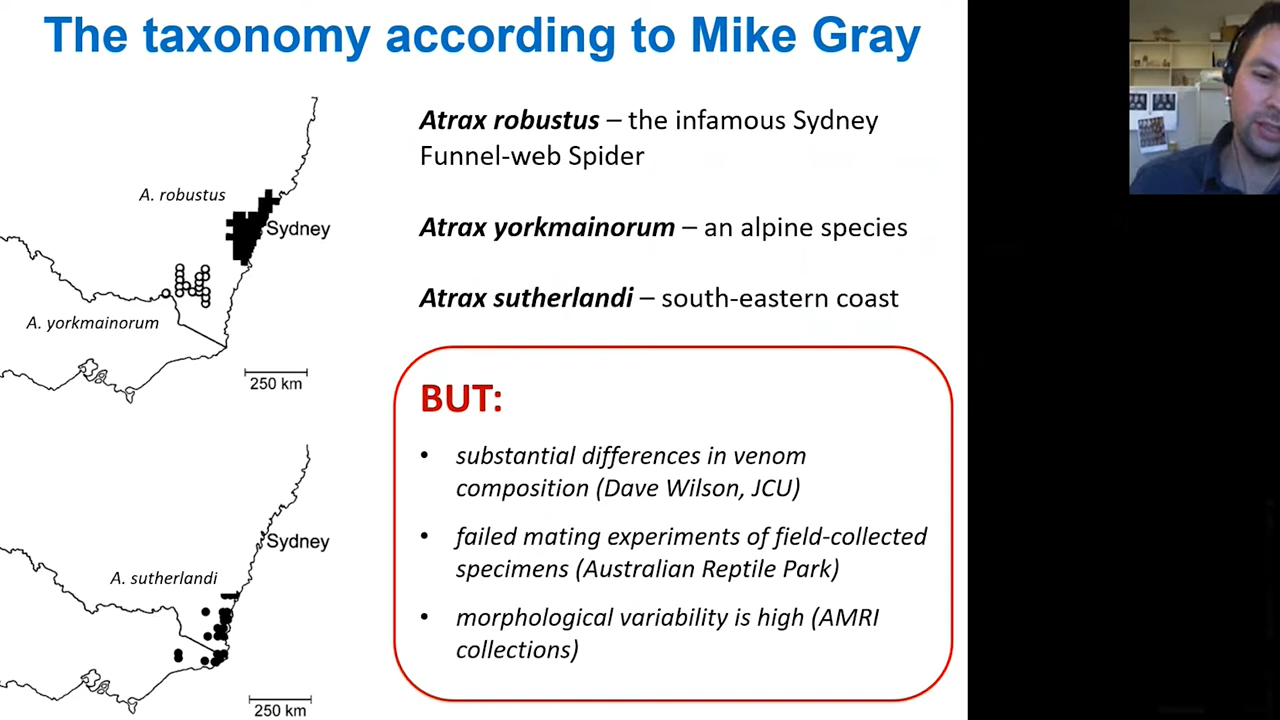 The taxonomy according to Mike Gray
A. robustus
Sydney
A. yorkmainorum
250 km
Sydney
A. sutherlandi
250 km
Atrax robustus – the infamous Sydney
Funnel-web Spider
Atrax yorkmainorum – an alpine species
Atrax sutherlandi – south-eastern coast
BUT:
• substantial differences in venom
composition (Dave Wilson, JCU)
• failed mating experiments of field-collected
specimens (Australian Reptile Park)
• morphological variability is high (AMRI
collections)